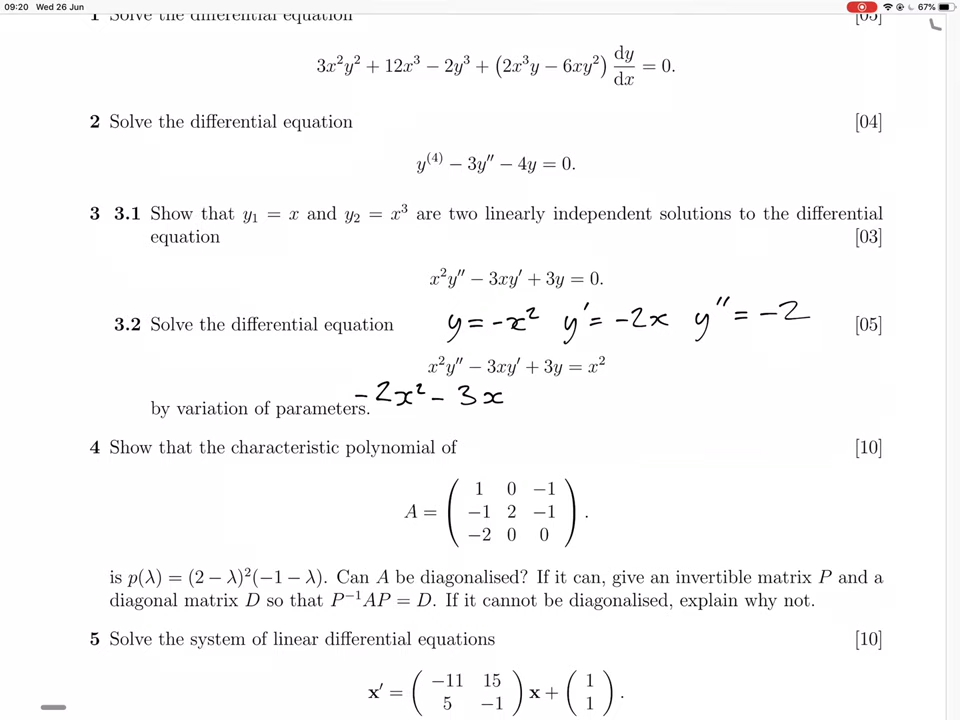 09:20 Wed 26 Jun 67%
1 Solve the differential equation [05]
3x²y² + 12x³ − 2y³ + (2x³y − 6xy²) dy/dx = 0.
2 Solve the differential equation [04]
y⁽⁴⁾ − 3y″ − 4y = 0.
3 3.1 Show that y₁ = x and y₂ = x³ are two linearly independent solutions to the differential
equation [03]
x²y″ − 3xy′ + 3y = 0.
3.2 Solve the differential equation y = -x² y′ = -2x y″ = -2 [05]
x²y″ − 3xy′ + 3y = x²
by variation of parameters. -2x² - 3x
4 Show that the characteristic polynomial of [10]
A = ( 1 0 −1
−1 2 −1
−2 0 0 ) .
is p(λ) = (2 − λ)²(−1 − λ). Can A be diagonalised? If it can, give an invertible matrix P and a
diagonal matrix D so that P⁻¹AP = D. If it cannot be diagonalised, explain why not.
5 Solve the system of linear differential equations [10]
x′ = ( −11 15
5 −1 ) x + ( 1
1 ) .